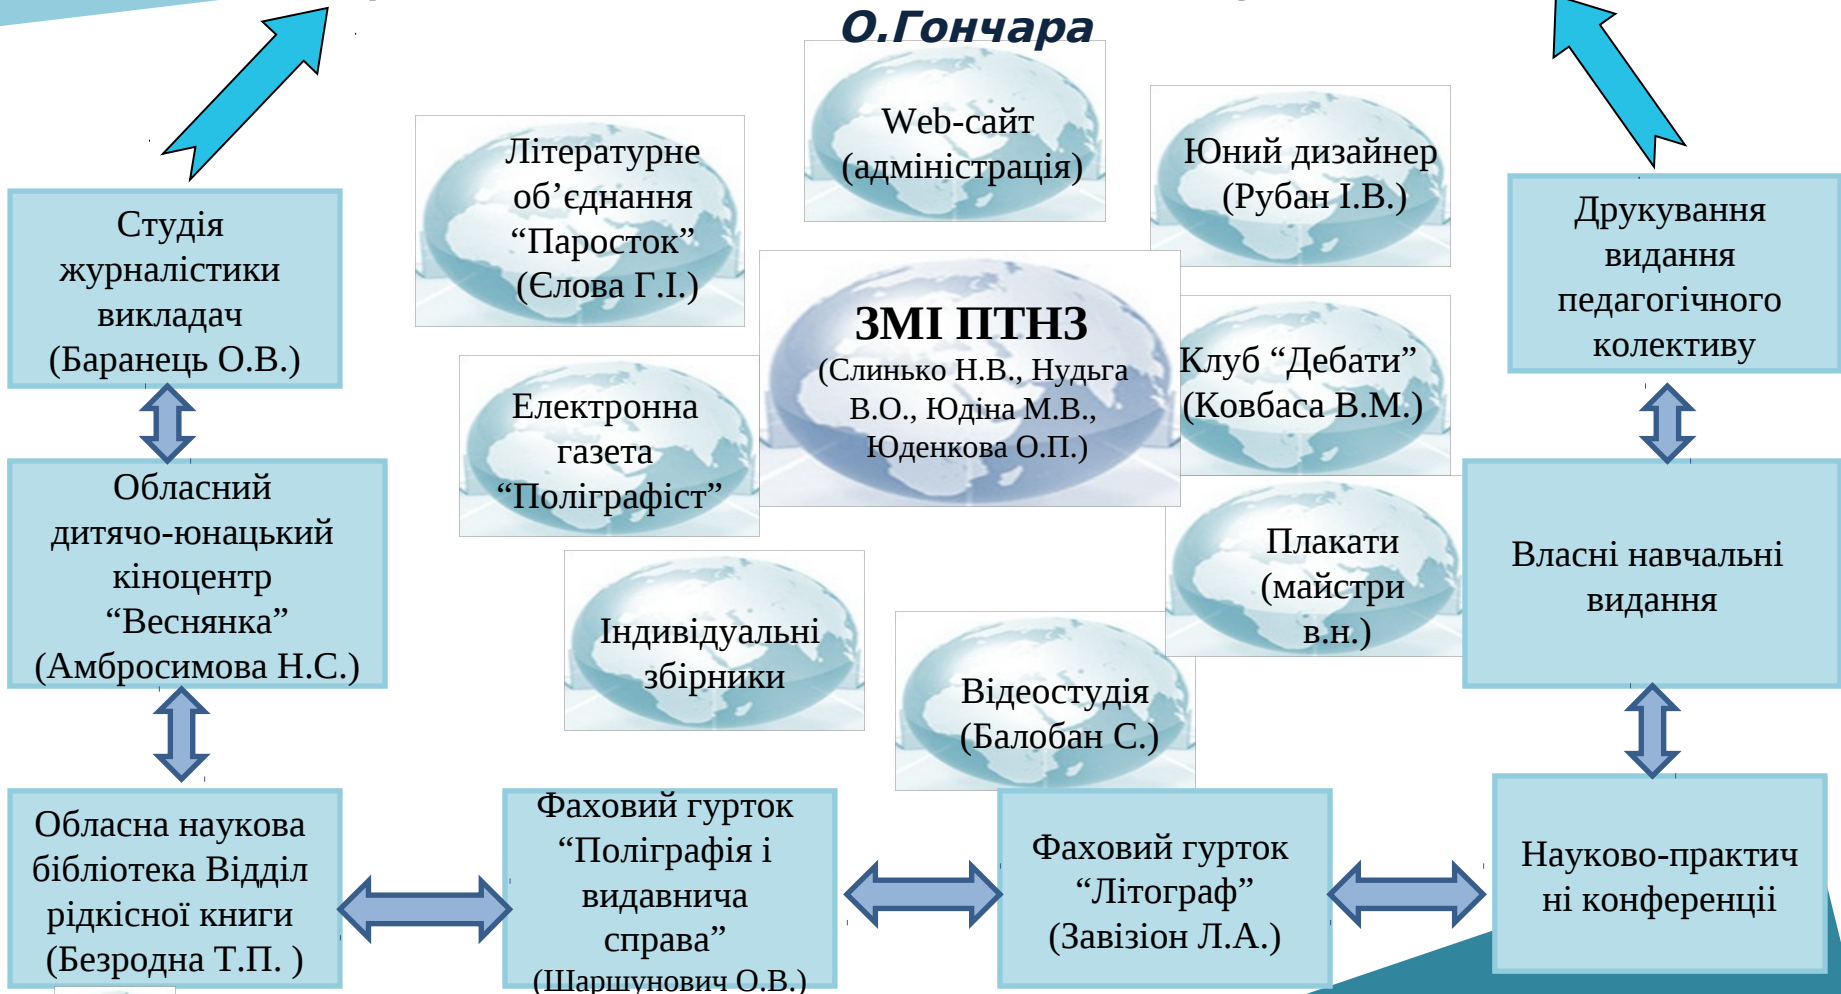 О.Гончара
Web-сайт
(адміністрація)
Літературне
об’єднання
“Паросток”
(Єлова Г.І.)
Юний дизайнер
(Рубан І.В.)
Студія
журналістики
викладач
(Баранець О.В.)
Друкування
видання
педагогічного
колективу
ЗМІ ПТНЗ
(Слинько Н.В., Нудьга
В.О., Юдіна М.В.,
Юденкова О.П.)
Клуб “Дебати”
(Ковбаса В.М.)
Електронна
газета
“Поліграфіст”
Обласний
дитячо-юнацький
кіноцентр
“Веснянка”
(Амбросимова Н.С.)
Плакати
(майстри
в.н.)
Власні навчальні
видання
Індивідуальні
збірники
Відеостудія
(Балобан С.)
Обласна наукова
бібліотека Відділ
рідкісної книги
(Безродна Т.П. )
Фаховий гурток
“Поліграфія і
видавнича
справа”
(Шаршунович О.В.)
Фаховий гурток
“Літограф”
(Завізіон Л.А.)
Науково-практич
ні конференції